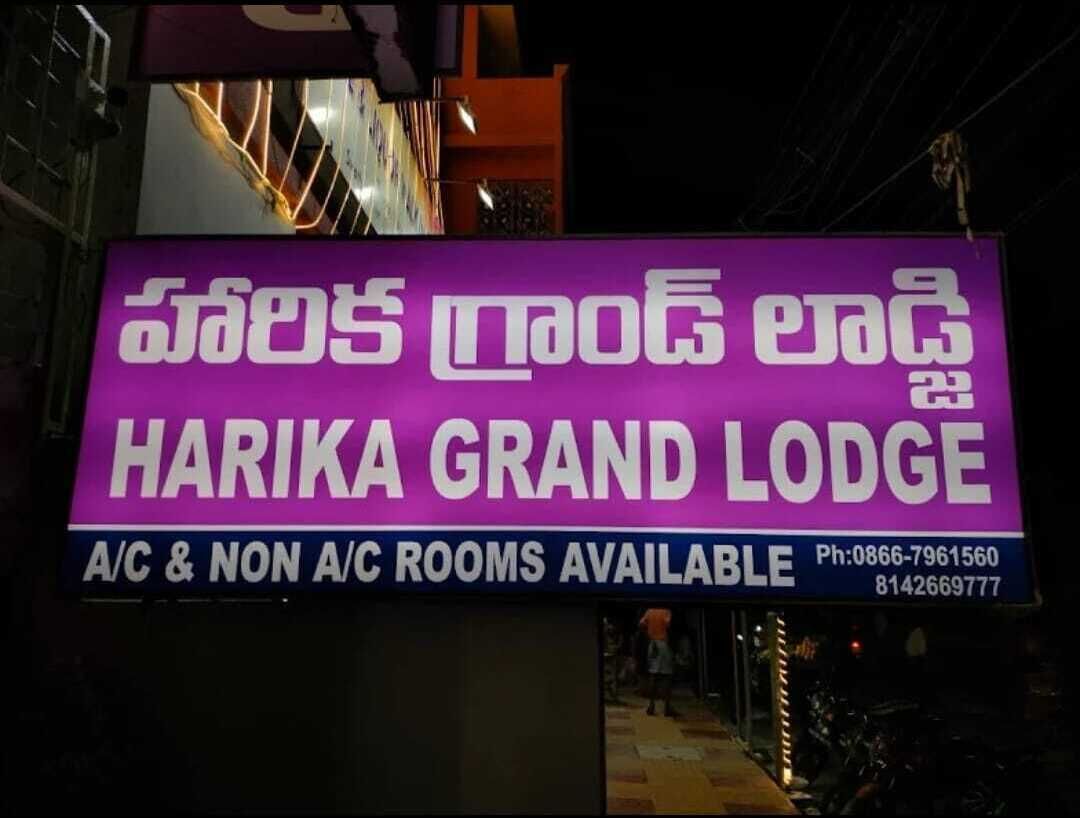 హారిక గ్రాండ్ లాడ్జి
HARIKA GRAND LODGE
A/C & NON A/C ROOMS AVAILABLE
Ph:0866-7961560
8142669777